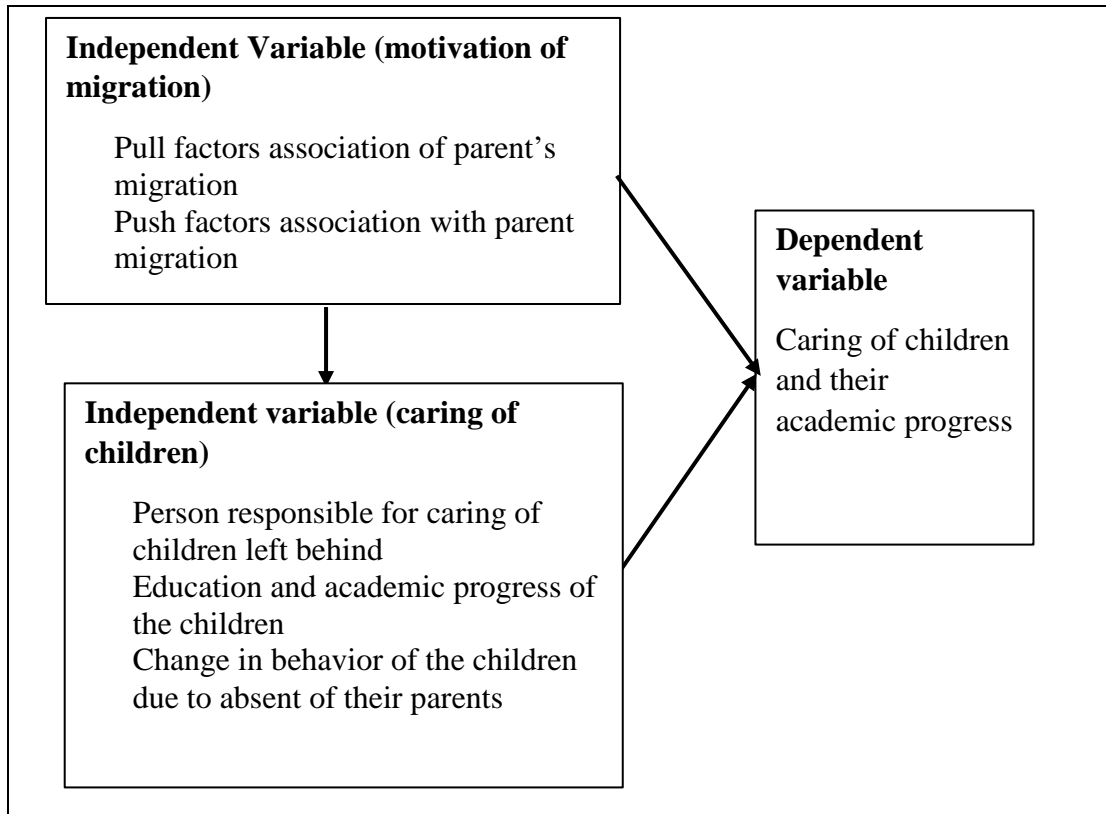 Independent Variable (motivation of
migration)
Pull factors association of parent's
migration
Push factors association with parent
migration
Independent variable (caring of
children)
Person responsible for caring of
children left behind
Education and academic progress of
the children
Change in behavior of the children
due to absent of their parents
Dependent
variable
Caring of children
and their
academic progress